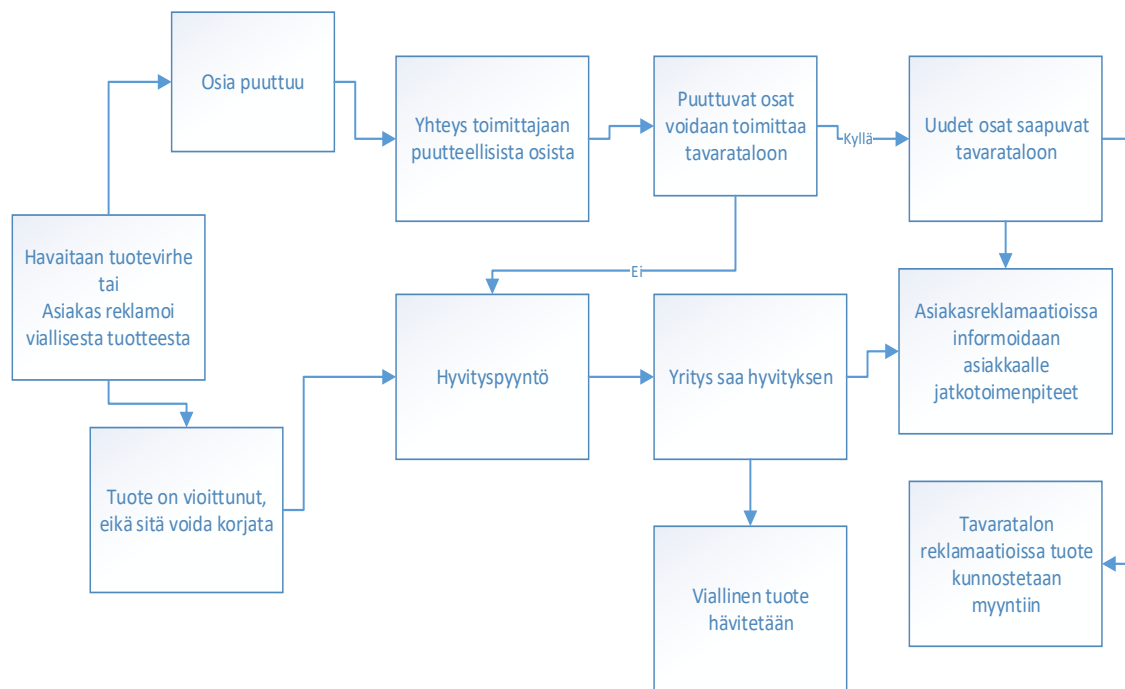 Osia puuttuu
Yhteys toimittajaan
puutteellisista osista
Puuttuvat osat
voidaan toimittaa
tavarataloon
Kyllä
Uudet osat saapuvat
tavarataloon
Havaitaan tuotevirhe
tai
Asiakas reklamoi
viallisesta tuotteesta
Ei
Hyvityspyyntö
Yritys saa hyvityksen
Asiakasreklamaatioissa
informoidaan
asiakkaalle
jatkotoimenpiteet
Tuote on vioittunut,
eikä sitä voida korjata
Viallinen tuote
hävitetään
Tavaratalon
reklamaatioissa tuote
kunnostetaan
myyntiin